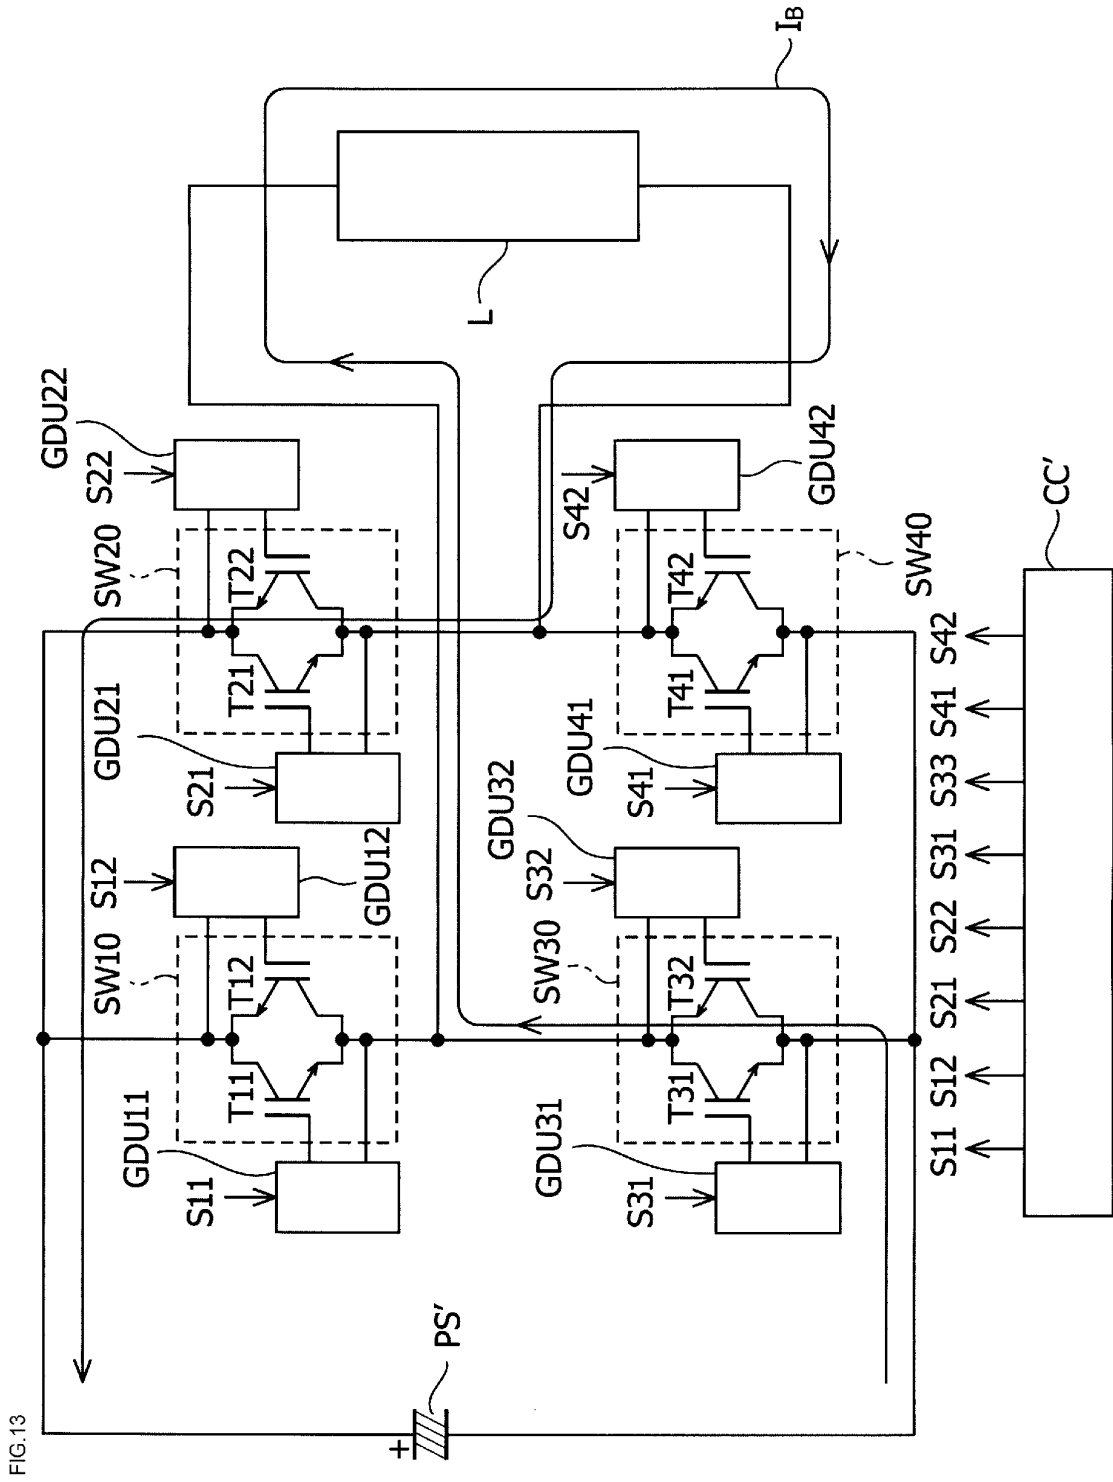 FIG.13
PS'
+
GDU11
S11
T11
T12
SW10
S12
GDU12
GDU21
S21
T21
T22
SW20
S22
GDU22
GDU31
S31
T31
T32
SW30
S32
GDU32
GDU41
S41
T41
T42
SW40
S42
GDU42
L
IB
S11
S12
S21
S22
S31
S33
S41
S42
CC'